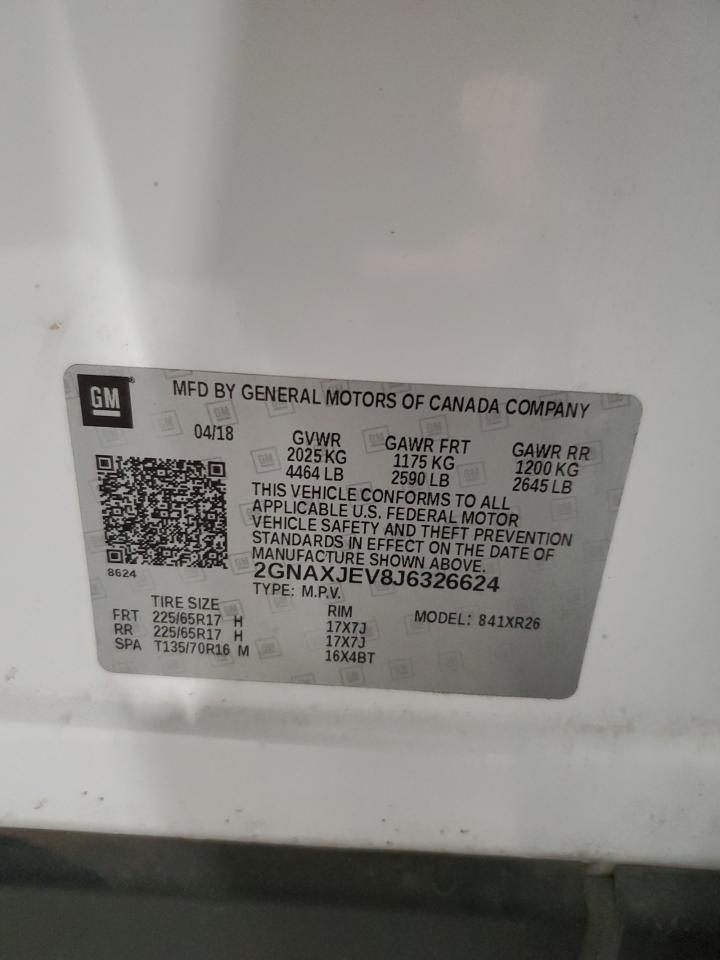 GM
MFD BY GENERAL MOTORS OF CANADA COMPANY
04/18 GVWR GAWR FRT GAWR RR
2025 KG 1175 KG 1200 KG
4464 LB 2590 LB 2645 LB
THIS VEHICLE CONFORMS TO ALL
APPLICABLE U.S. FEDERAL MOTOR
VEHICLE SAFETY AND THEFT PREVENTION
STANDARDS IN EFFECT ON THE DATE OF
MANUFACTURE SHOWN ABOVE.
8624
2GNAXJEV8J6326624
TYPE: M.P.V.
TIRE SIZE RIM MODEL: 841XR26
FRT 225/65R17 H 17X7J
RR 225/65R17 H 17X7J
SPA T135/70R16 M 16X4BT